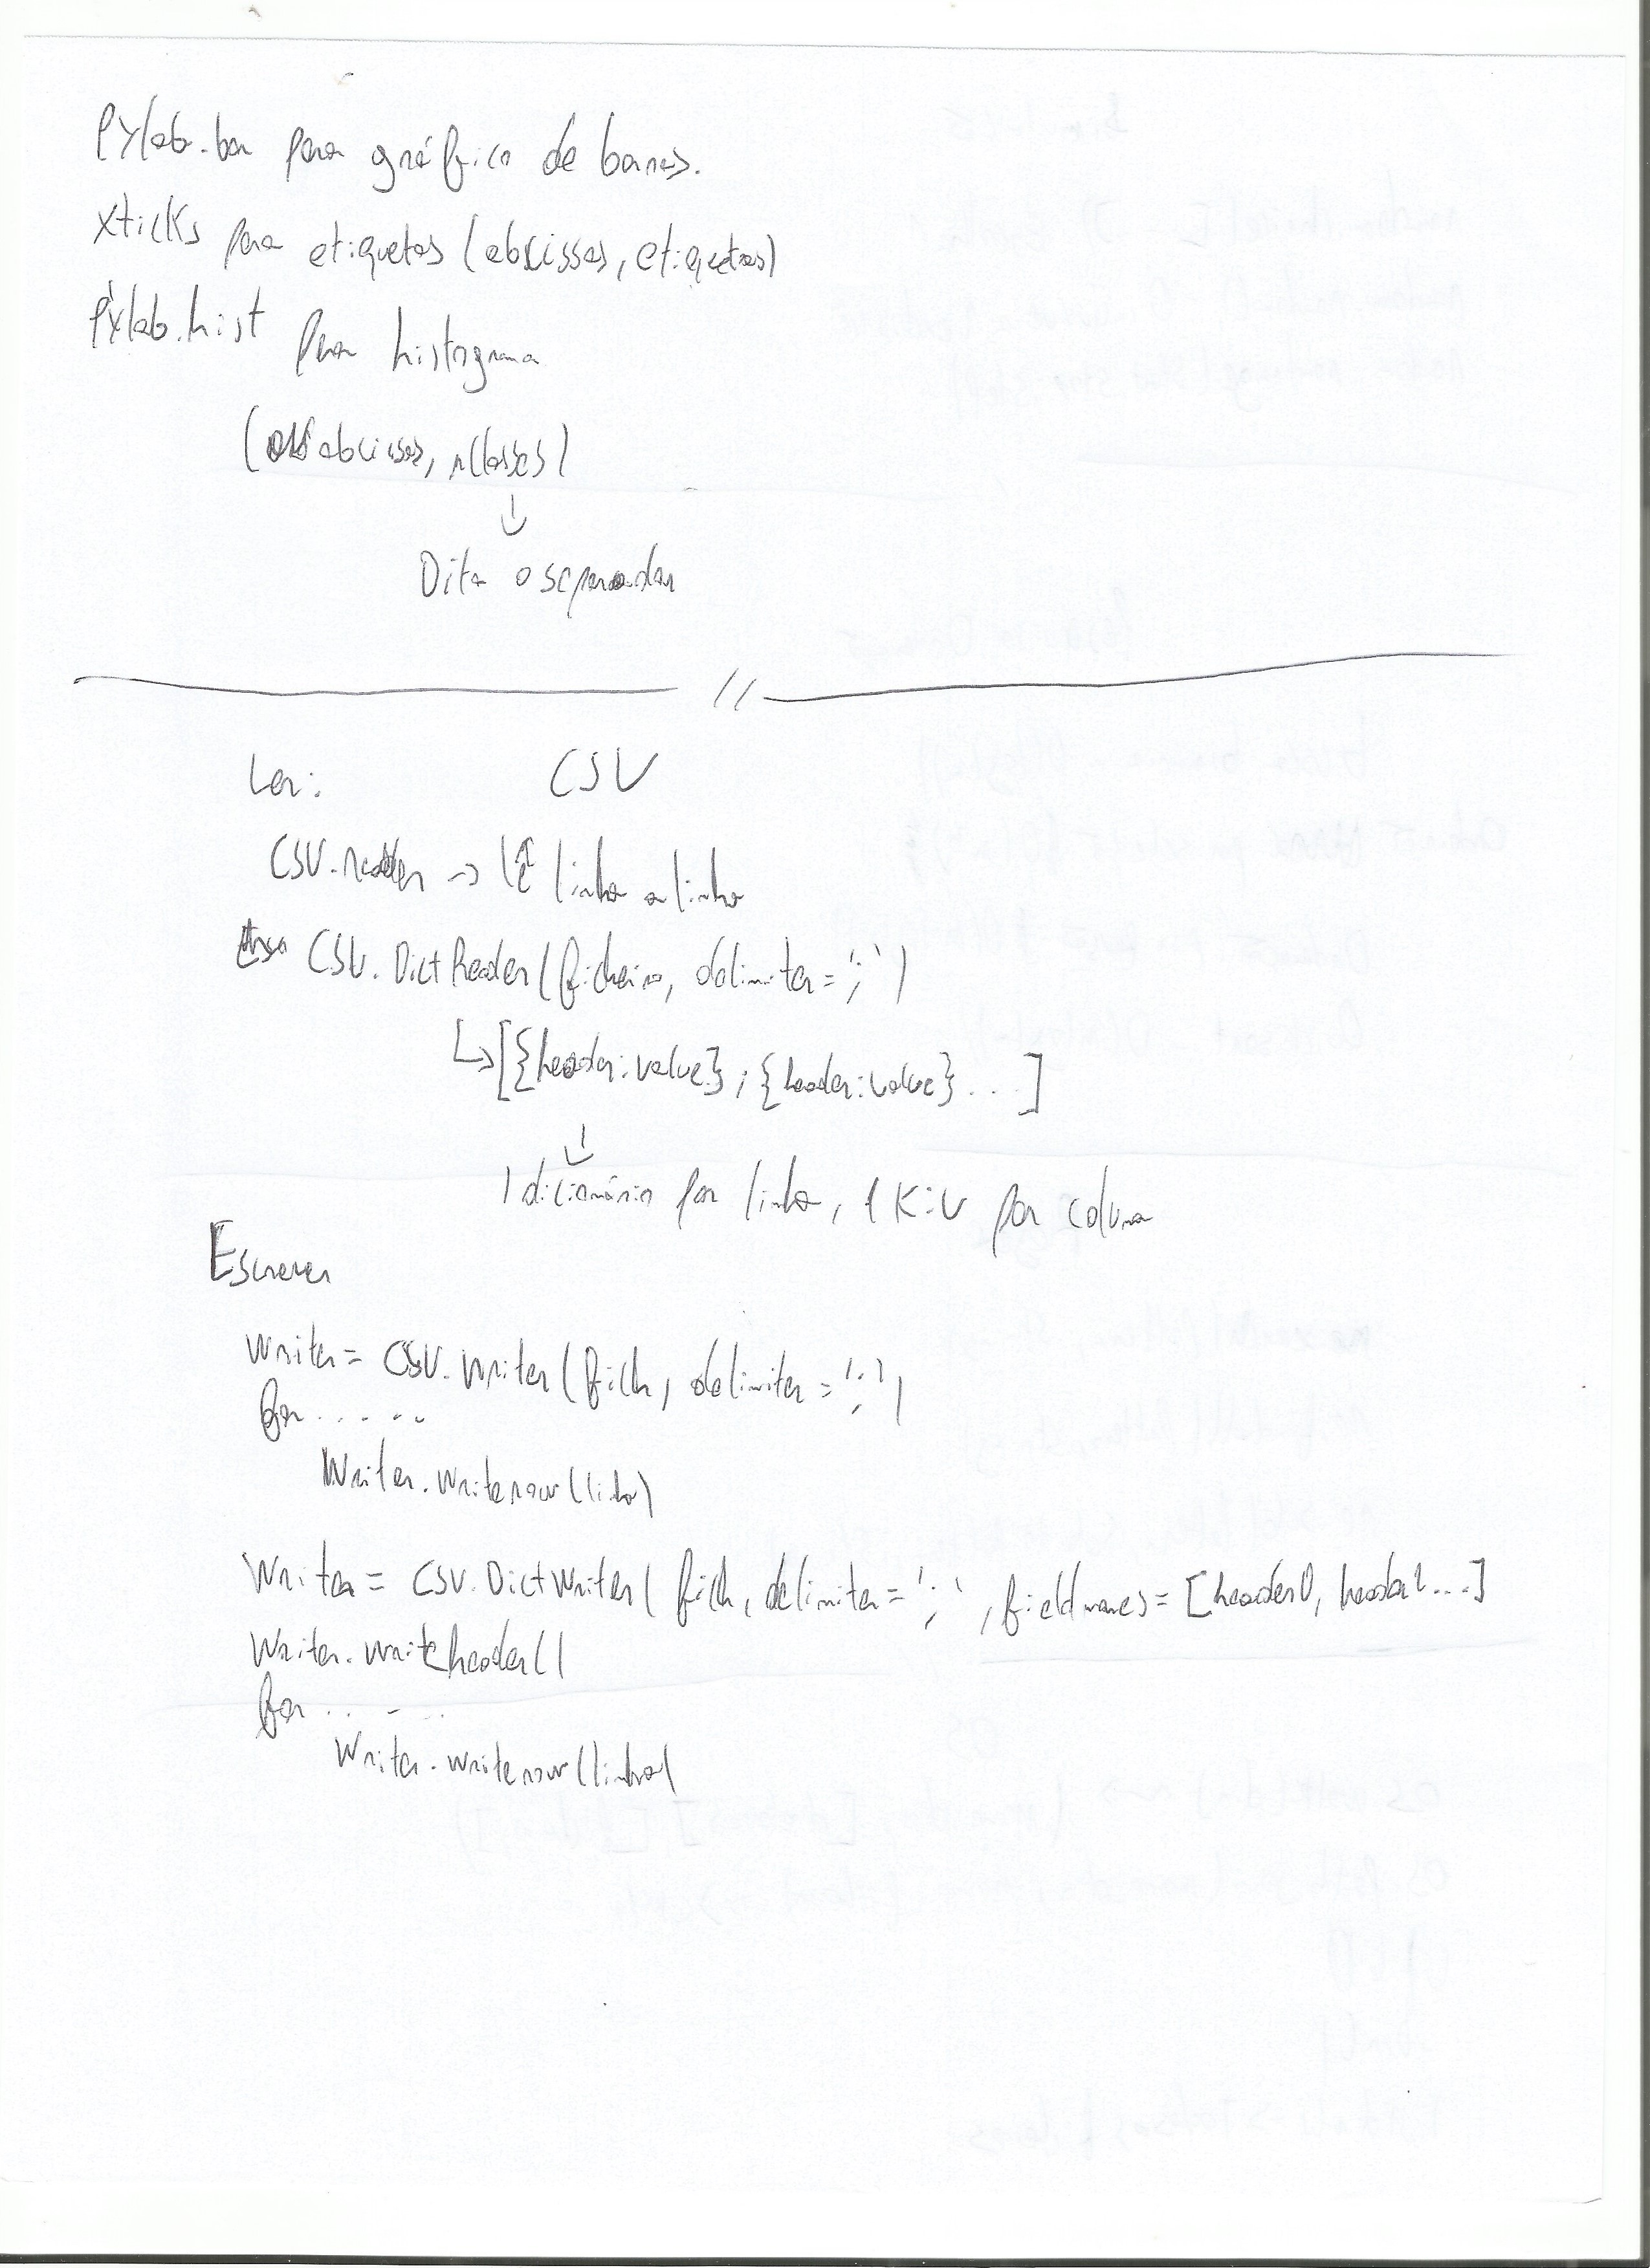 Pylab.bar para gráfico de barras.
xticks para etiquetas (abcissas, etiquetas)
Pylab.hist para histograma
(abcissas, nclasses)
↓
Dita o separador
//
Ler: CSV
CSV.reader -> lê linha a linha
CSV.DictReader(ficheiro, delimiter=';')
↳[{header:value}; {header:value}...]
↓
1 dicionário por linha, 1 K:V por coluna
Escrever
Writer = CSV.Writer(fich, delimiter=';')
for ......
Writer.writerow(linha)
Writer = CSV.DictWriter(fich, delimiter=';', fieldnames=[header0, header1...]
Writer.writeheader()
for ......
Writer.writerow(linha)